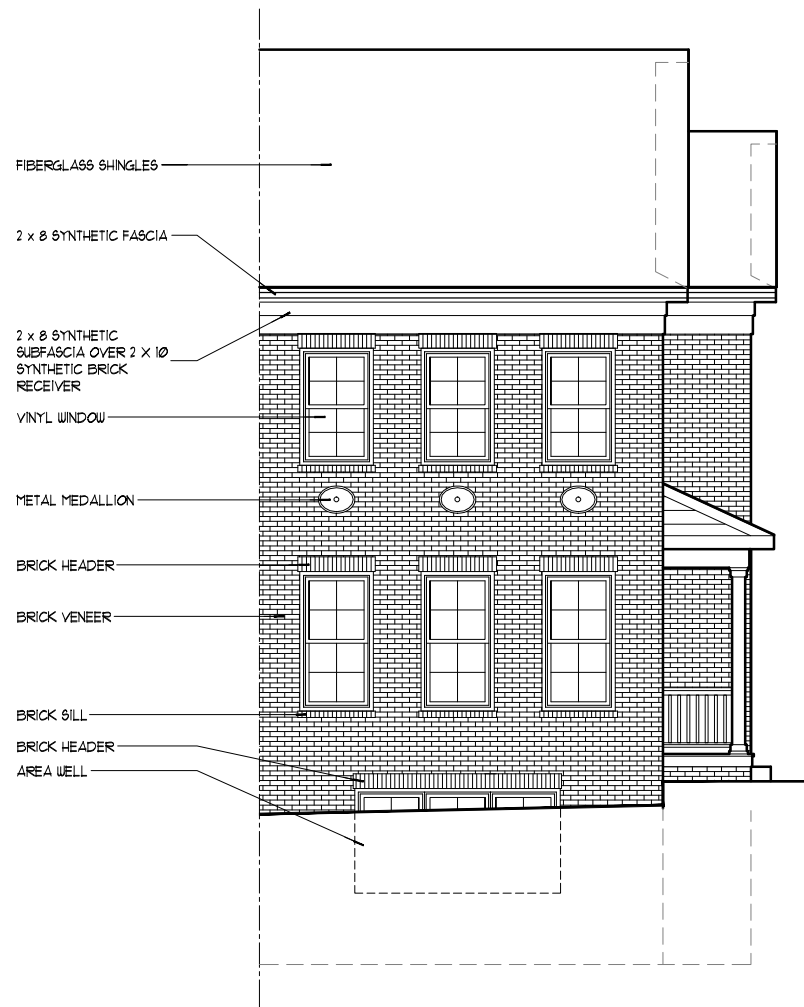 FIBERGLASS SHINGLES
2 x 8 SYNTHETIC FASCIA
2 x 8 SYNTHETIC
SUBFASCIA OVER 2 X 10
SYNTHETIC BRICK
RECEIVER
VINYL WINDOW
METAL MEDALLION
BRICK HEADER
BRICK VENEER
BRICK SILL
BRICK HEADER
AREA WELL